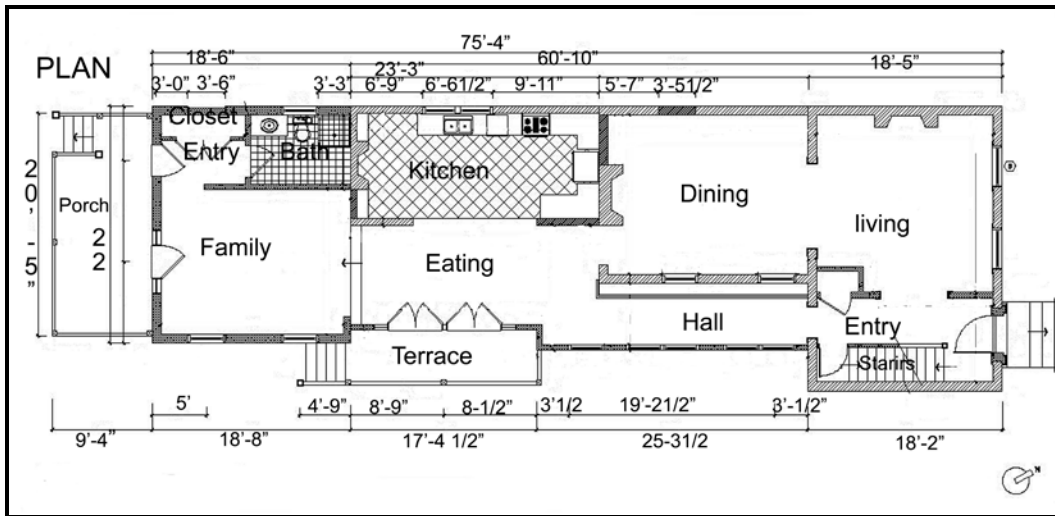 75'-4"
PLAN
18'-6"
60'-10"
23'-3"
18'-5"
3'-0"
3'-6"
3'-3"
6'-9"
6'-61/2"
9'-11"
5'-7"
3'-51/2"
Closet
Entry
Bath
Kitchen
Dining
living
20'-5"
Porch
22
Family
Eating
Hall
Entry
Terrace
Starirs
5'
4'-9"
8'-9"
8-1/2"
3'1/2
19'-21/2"
3'-1/2"
9'-4"
18'-8"
17'-4 1/2"
25-31/2
18'-2"
N